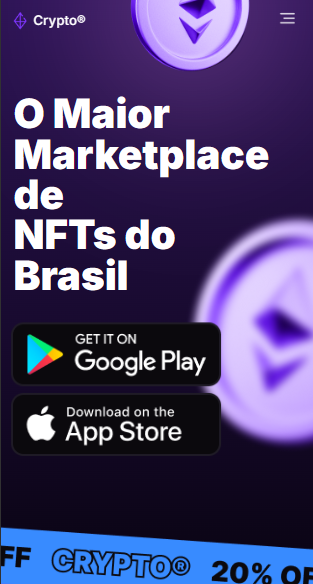 Crypto®
O Maior
Marketplace
de
NFTs do
Brasil
GET IT ON
Google Play
Download on the
App Store
FF CRYPTO® 20% OF